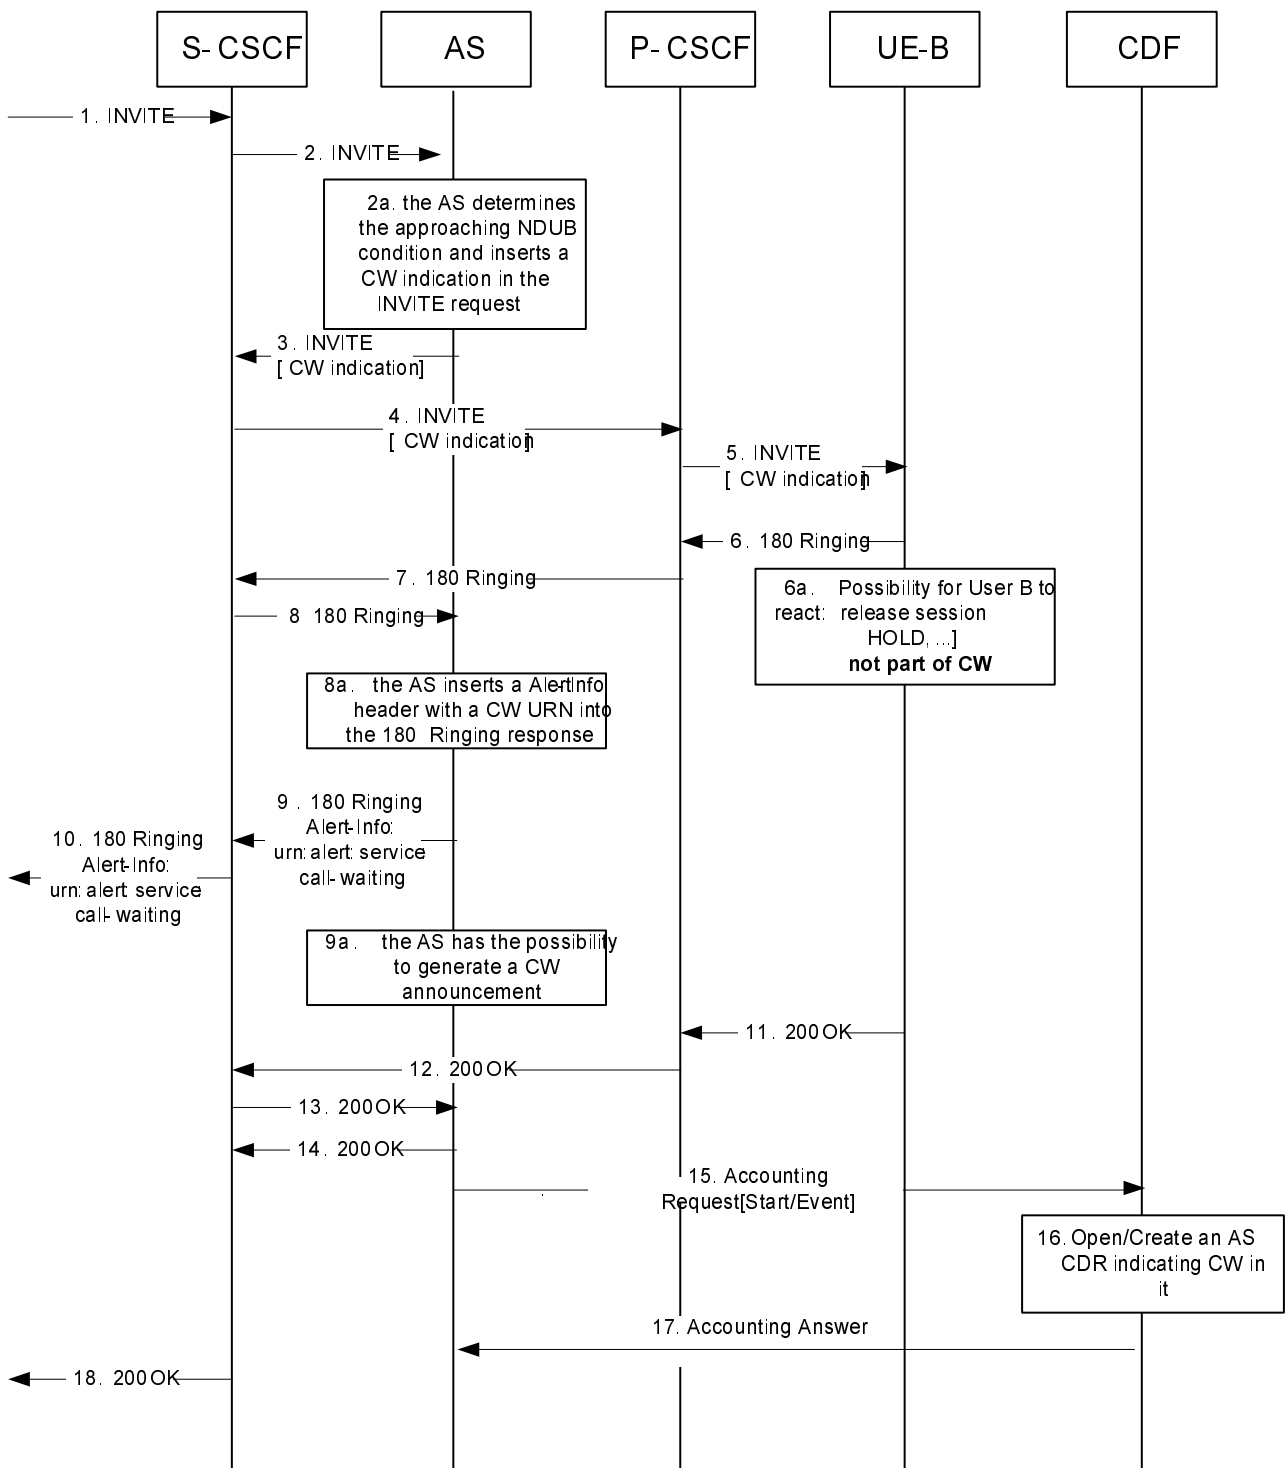 S-CSCF
AS
P-CSCF
UE-B
CDF
1. INVITE
2. INVITE
2a. the AS determines
the approaching NDUB
condition and inserts a
CW indication in the
INVITE request
3. INVITE
[ CW indication]
4. INVITE
[ CW indication]
5. INVITE
[ CW indication]
6. 180 Ringing
7. 180 Ringing
8 180 Ringing
6a. Possibility for User B to
react: release session
HOLD, ...]
not part of CW
8a. the AS inserts a Alert-Info
header with a CW URN into
the 180 Ringing response
9 . 180 Ringing
Alert-Info:
urn:alert: service
call-waiting
10. 180 Ringing
Alert-Info:
urn:alert: service
call-waiting
9a. the AS has the possibility
to generate a CW
announcement
11. 200 OK
12. 200 OK
13. 200 OK
14. 200 OK
15. Accounting
Request[Start/Event]
16. Open/Create an AS
CDR indicating CW in
it
17. Accounting Answer
18. 200 OK